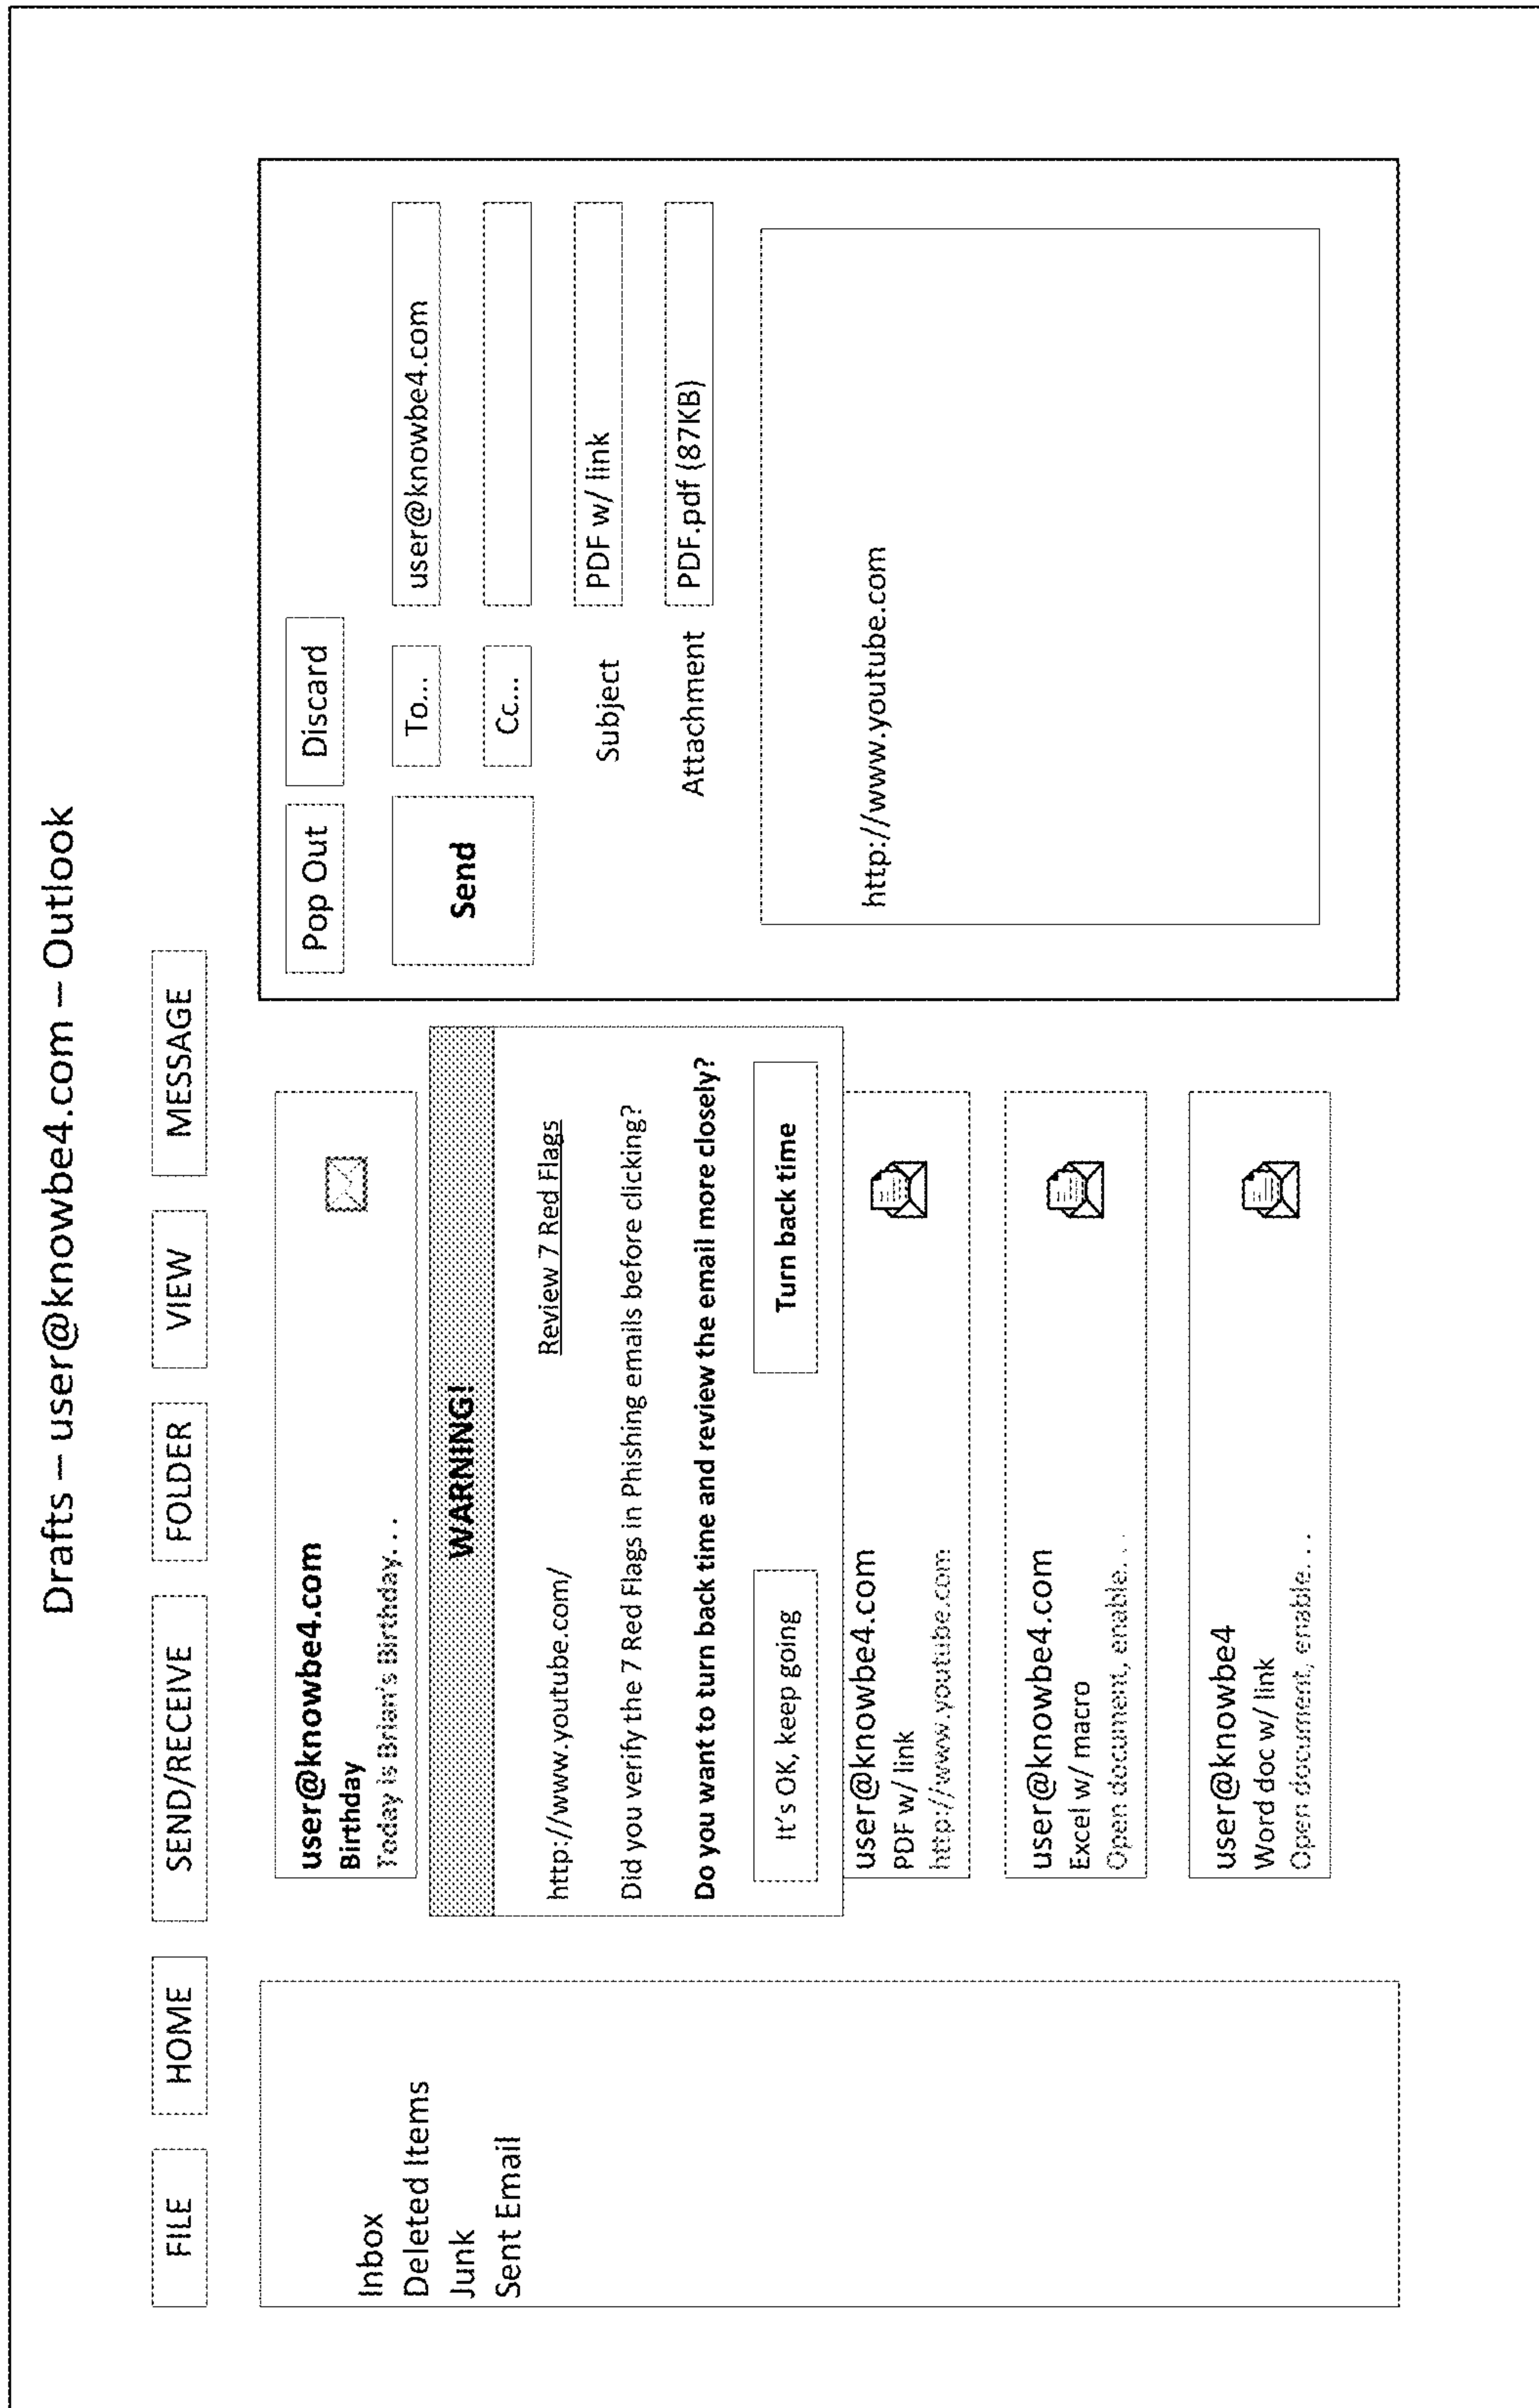 Drafts – user@knowbe4.com – Outlook
FILE
HOME
SEND/RECEIVE
FOLDER
VIEW
MESSAGE
Inbox
Deleted Items
Junk
Sent Email
user@knowbe4.com
Birthday
Today is Brian's Birthday...
WARNING!
http://www.youtube.com/
Review 7 Red Flags
Did you verify the 7 Red Flags in Phishing emails before clicking?
Do you want to turn back time and review the email more closely?
It's OK, keep going
Turn back time
user@knowbe4.com
PDF w/ link
http://www.youtube.com
user@knowbe4.com
Excel w/ macro
Open document, enable...
user@knowbe4
Word doc w/ link
Open document, enable...
Pop Out
Discard
Send
To...
user@knowbe4.com
Cc...
Subject
PDF w/ link
Attachment
PDF.pdf (87KB)
http://www.youtube.com